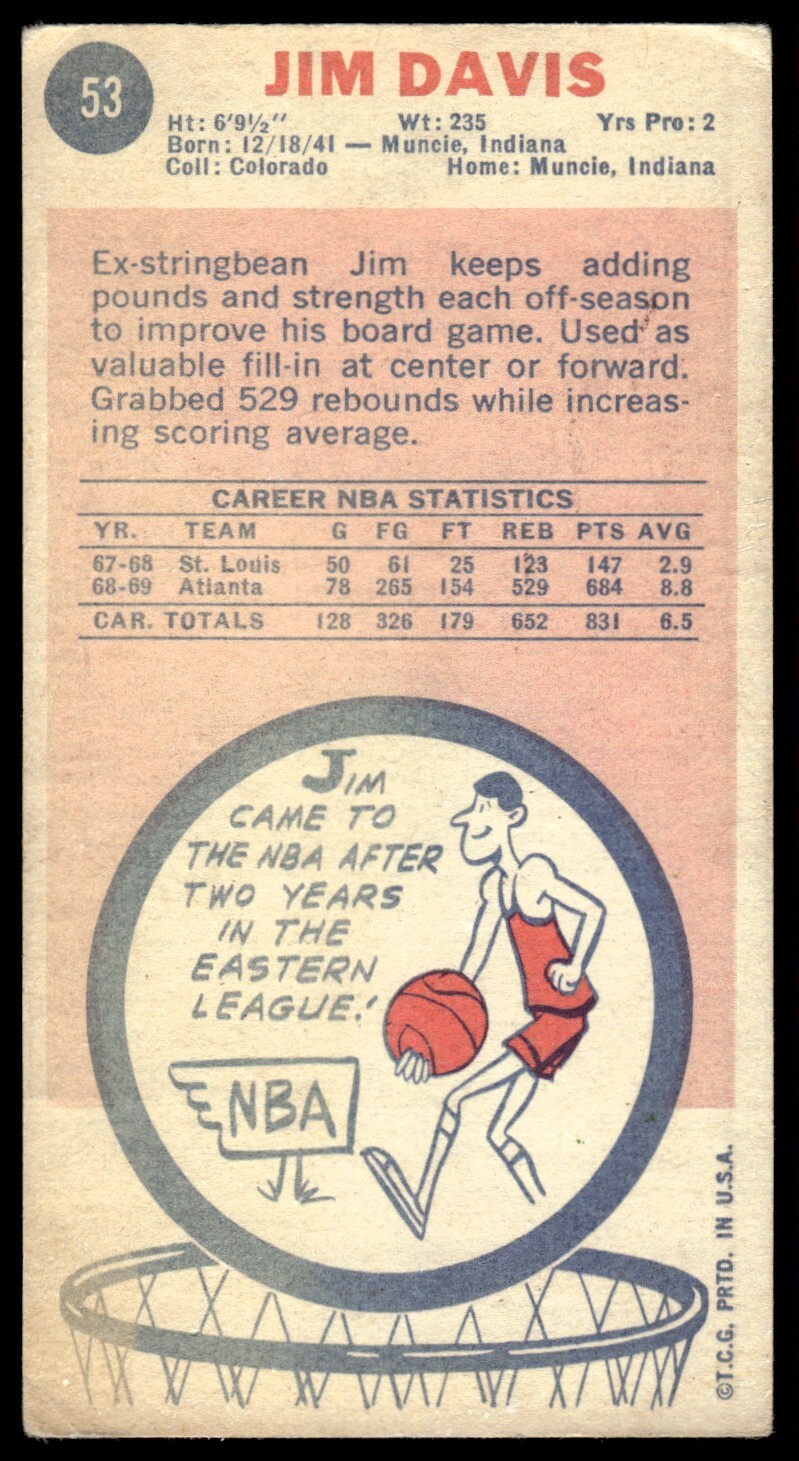 53
JIM DAVIS
Ht: 6'9½" Wt: 235 Yrs Pro: 2
Born: 12/18/41 — Muncie, Indiana
Coll: Colorado Home: Muncie, Indiana
Ex-stringbean Jim keeps adding
pounds and strength each off-season
to improve his board game. Used as
valuable fill-in at center or forward.
Grabbed 529 rebounds while increas-
ing scoring average.
CAREER NBA STATISTICS
YR. TEAM G FG FT REB PTS AVG
67-68 St. Louis 50 61 25 123 147 2.9
68-69 Atlanta 78 265 154 529 684 8.8
CAR. TOTALS 128 326 179 652 831 6.5
JIM
CAME TO
THE NBA AFTER
TWO YEARS
IN THE
EASTERN
LEAGUE.'
NBA
©T.C.G. PRTD. IN U.S.A.